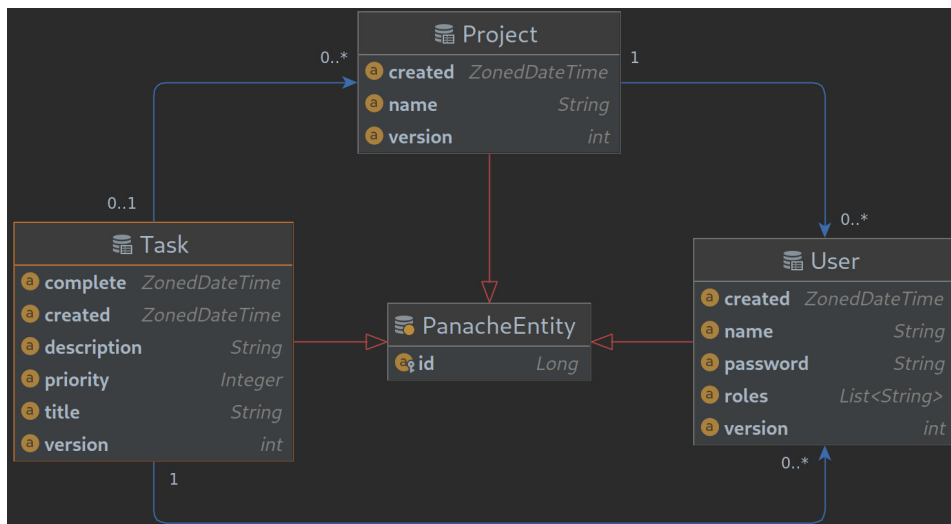 Project
0..*
1
created ZonedDateTime
name String
version int
0..1
0..*
Task
complete ZonedDateTime
created ZonedDateTime
description String
priority Integer
title String
version int
PanacheEntity
id Long
User
created ZonedDateTime
name String
password String
roles List<String>
version int
1
0..*